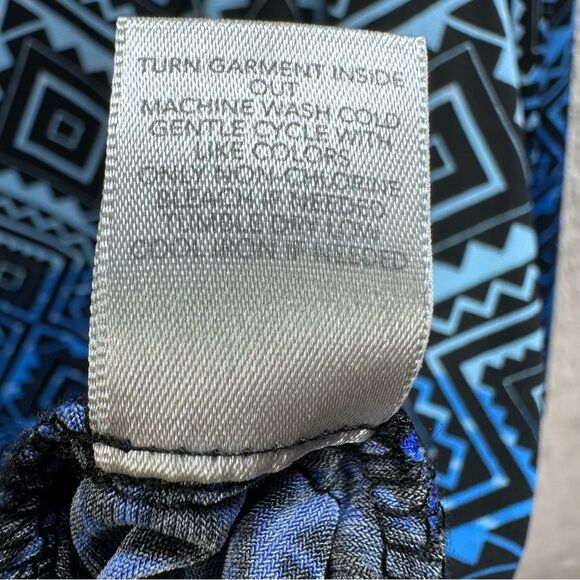 TURN GARMENT INSIDE
OUT
MACHINE WASH COLD
GENTLE CYCLE WITH
LIKE COLORS
ONLY NON-CHLORINE
BLEACH IF NEEDED
TUMBLE DRY LOW
COOL IRON IF NEEDED